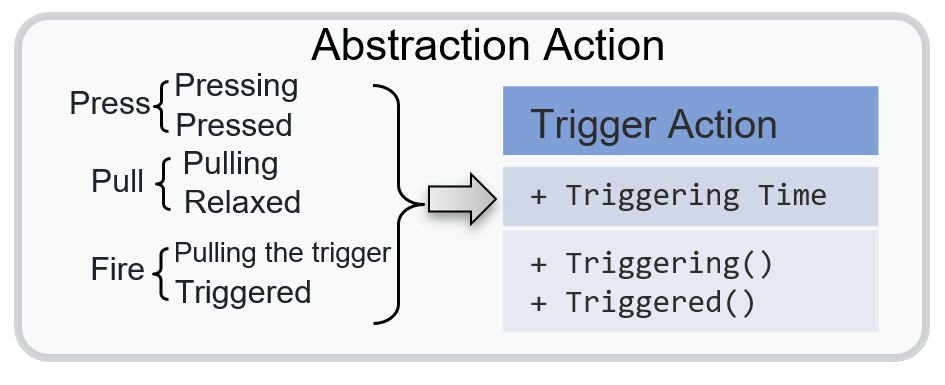 Abstraction Action
Press
Pressing
Pressed
Pull
Pulling
Relaxed
Fire
Pulling the trigger
Triggered
Trigger Action
+ Triggering Time
+ Triggering()
+ Triggered()